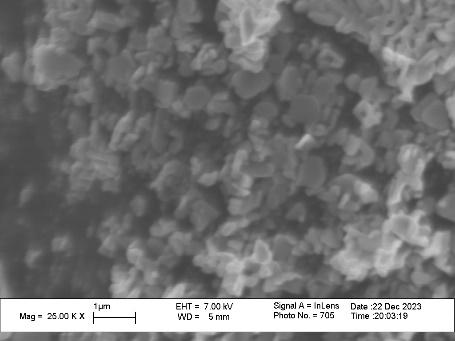 1µm
Mag = 25.00 K X
EHT = 7.00 kV
WD = 5 mm
Signal A = InLens
Photo No. = 705
Date :22 Dec 2023
Time :20:03:19